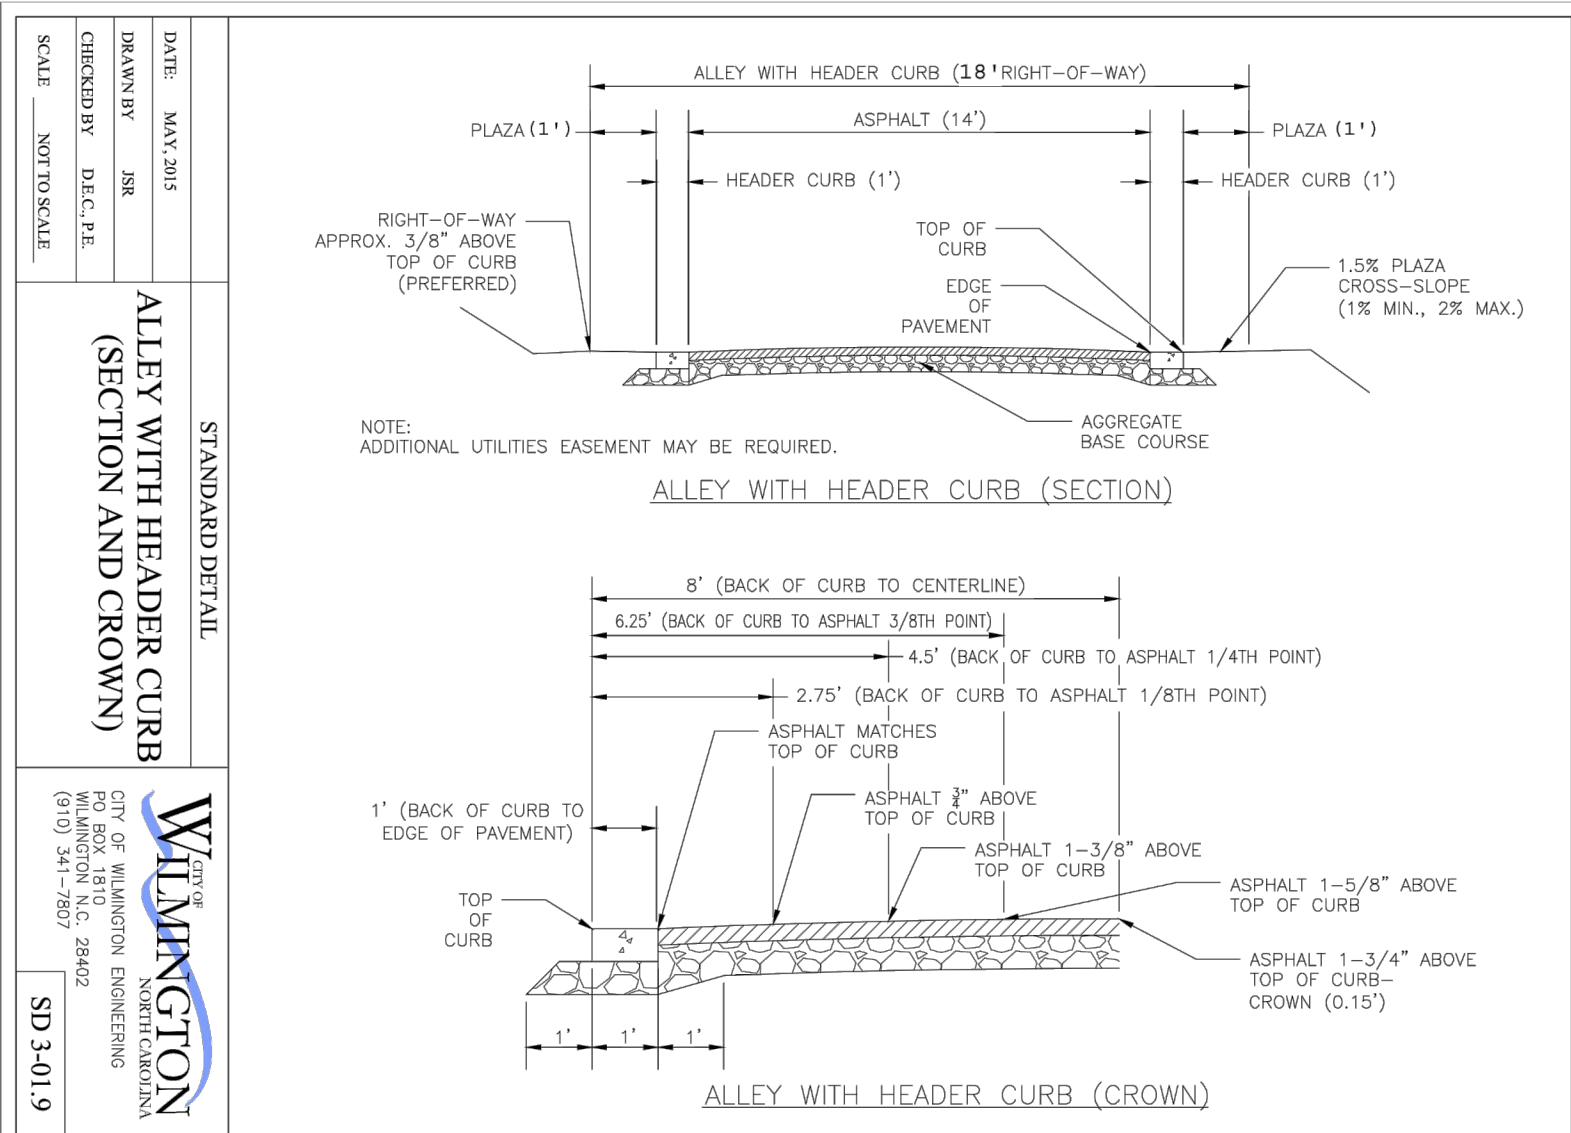 ALLEY WITH HEADER CURB (18'RIGHT-OF-WAY)
PLAZA (1')
ASPHALT (14')
PLAZA (1')
HEADER CURB (1')
HEADER CURB (1')
RIGHT-OF-WAY
APPROX. 3/8" ABOVE
TOP OF CURB
(PREFERRED)
TOP OF
CURB
EDGE
OF
PAVEMENT
1.5% PLAZA
CROSS-SLOPE
(1% MIN., 2% MAX.)
AGGREGATE
BASE COURSE
NOTE:
ADDITIONAL UTILITIES EASEMENT MAY BE REQUIRED.
ALLEY WITH HEADER CURB (SECTION)
8' (BACK OF CURB TO CENTERLINE)
6.25' (BACK OF CURB TO ASPHALT 3/8TH POINT)
4.5' (BACK OF CURB TO ASPHALT 1/4TH POINT)
2.75' (BACK OF CURB TO ASPHALT 1/8TH POINT)
ASPHALT MATCHES
TOP OF CURB
1' (BACK OF CURB TO
EDGE OF PAVEMENT)
ASPHALT 3/4" ABOVE
TOP OF CURB
ASPHALT 1-3/8" ABOVE
TOP OF CURB
ASPHALT 1-5/8" ABOVE
TOP OF CURB
TOP
OF
CURB
ASPHALT 1-3/4" ABOVE
TOP OF CURB-
CROWN (0.15')
1'
1'
1'
ALLEY WITH HEADER CURB (CROWN)
DATE: MAY, 2015
DRAWN BY JSR
CHECKED BY D.E.C., P.E.
SCALE NOT TO SCALE
STANDARD DETAIL
ALLEY WITH HEADER CURB
(SECTION AND CROWN)
CITY OF
WILMINGTON
NORTH CAROLINA
CITY OF WILMINGTON ENGINEERING
PO BOX 1810
WILMINGTON N.C. 28402
(910) 341-7807
SD 3-01.9